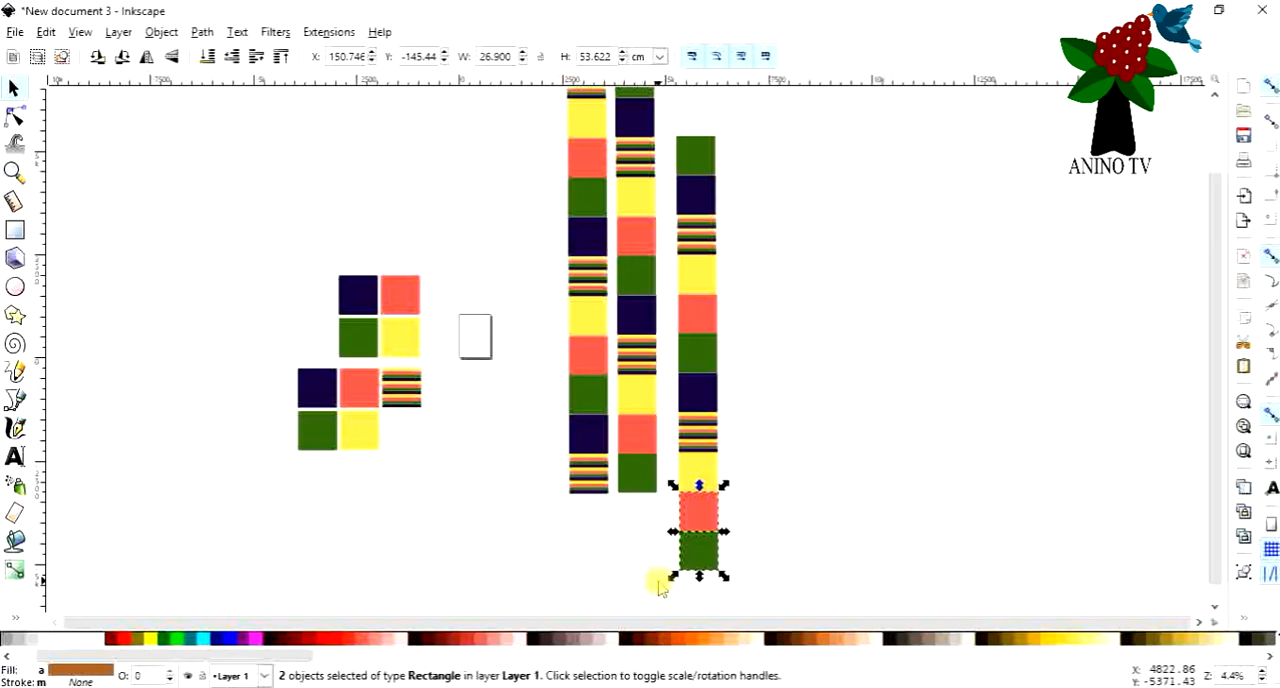 *New document 3 - Inkscape
File Edit View Layer Object Path Text Filters Extensions Help
X: 150.746 Y: -145.44 W: 26.900 H: 53.622 cm
ANINO TV
Fill: a O: 0 •Layer 1 2 objects selected of type Rectangle in layer Layer 1. Click selection to toggle scale/rotation handles. X: 4822.86 Z: 4.4%
Stroke: m None Y: -5371.43